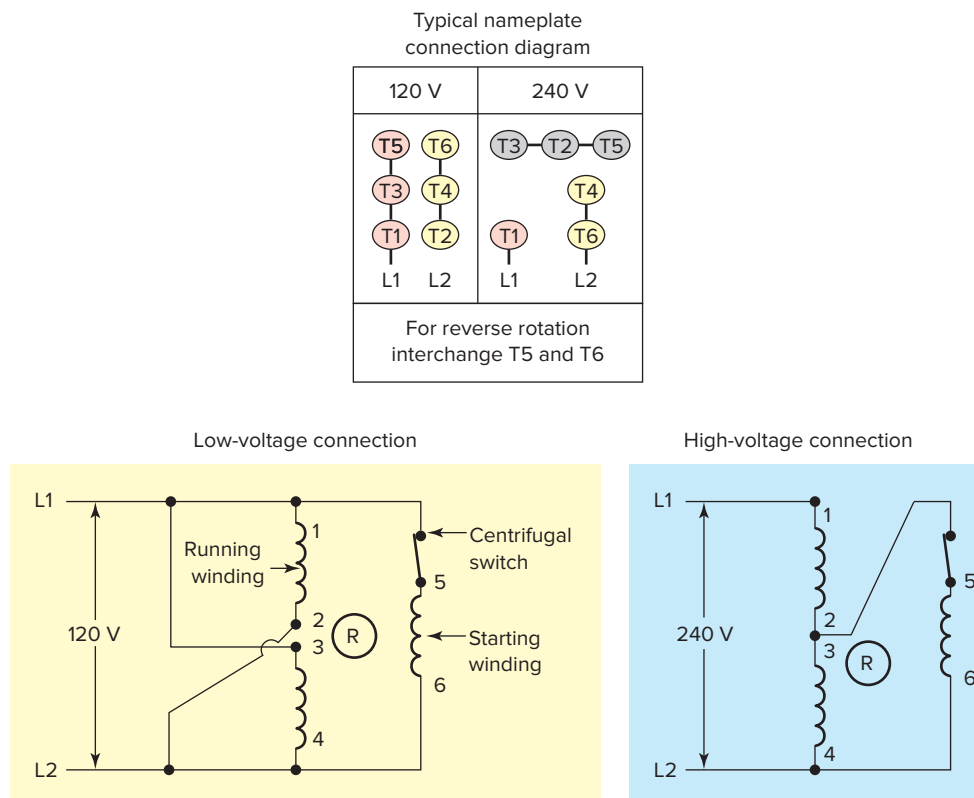 Typical nameplate
connection diagram
120 V 240 V
T5 T6 T3 T2 T5
T3 T4 T4
T1 T2 T1 T6
L1 L2 L1 L2
For reverse rotation
interchange T5 and T6
Low-voltage connection
L1
1
Running
winding
Centrifugal
switch
5
2
120 V
R
3
Starting
winding
6
4
L2
High-voltage connection
L1
1
5
2
240 V
3
R
6
4
L2